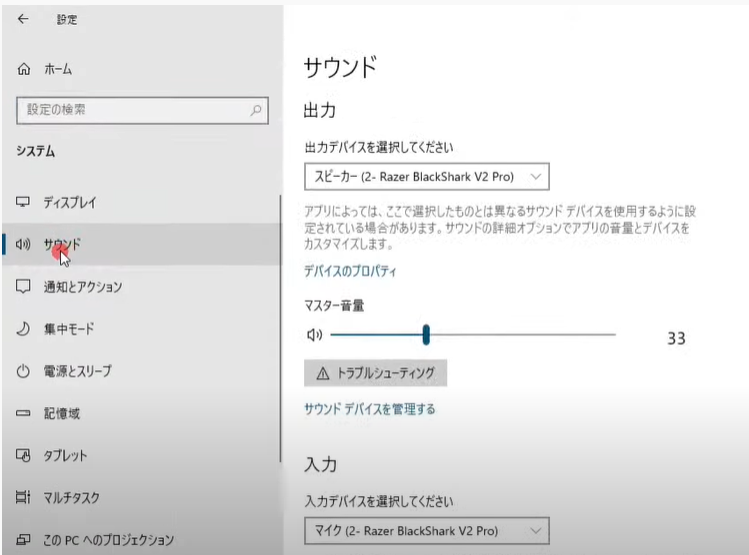 設定
ホーム
設定の検索
システム
ディスプレイ
サウンド
通知とアクション
集中モード
電源とスリープ
記憶域
タブレット
マルチタスク
この PC へのプロジェクション
サウンド
出力
出力デバイスを選択してください
スピーカー (2- Razer BlackShark V2 Pro)
アプリによっては、ここで選択したものとは異なるサウンド デバイスを使用するように設
定されている場合があります。サウンドの詳細オプションでアプリの音量とデバイスを
カスタマイズします。
デバイスのプロパティ
マスター音量
33
トラブルシューティング
サウンド デバイスを管理する
入力
入力デバイスを選択してください
マイク (2- Razer BlackShark V2 Pro)